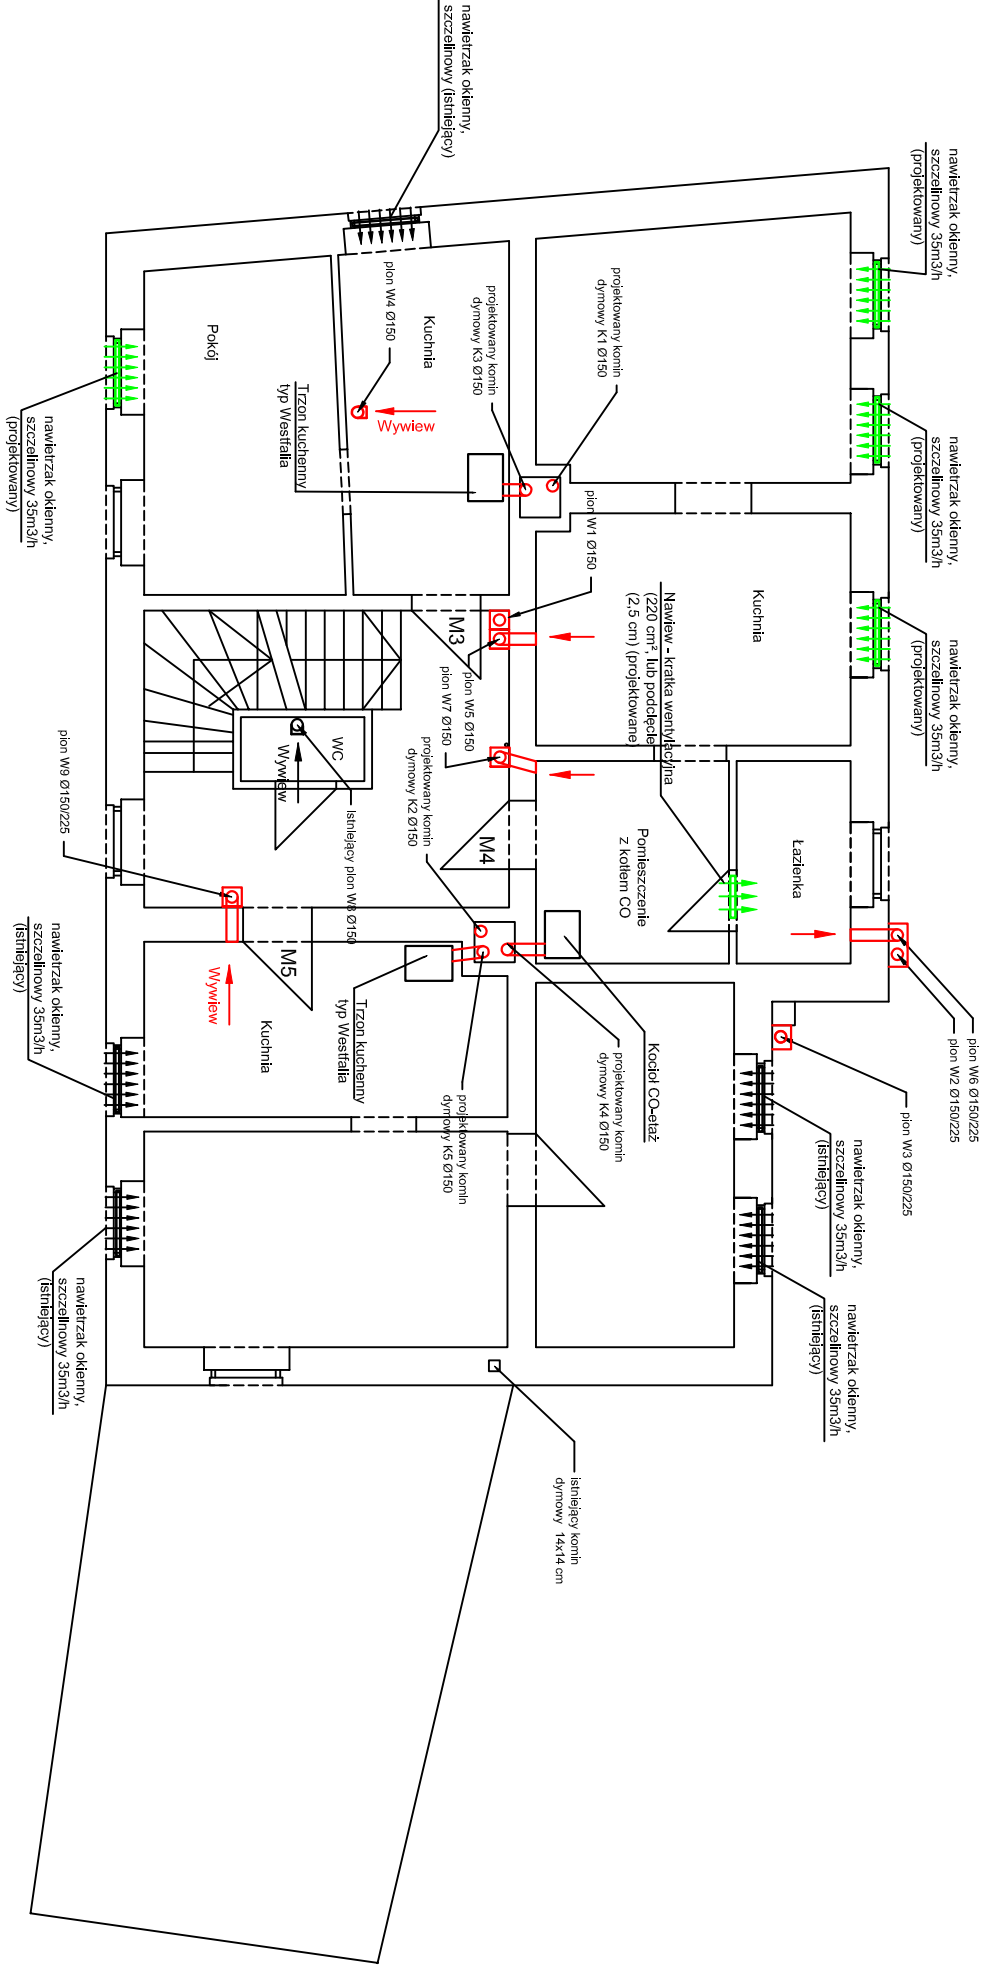 nawietrzak okienny,
szczelinowy (istniejący)
nawietrzak okienny,
szczelinowy 35m3/h
(projektowany)
nawietrzak okienny,
szczelinowy 35m3/h
(projektowany)
nawietrzak okienny,
szczelinowy 35m3/h
(projektowany)
pion W6 Ø150/225
pion W2 Ø150/225
pion W3 Ø150/225
nawietrzak okienny,
szczelinowy 35m3/h
(istniejący)
nawietrzak okienny,
szczelinowy 35m3/h
(istniejący)
projektowany komin
dymowy K1 Ø150
projektowany komin
dymowy K3 Ø150
Kuchnia
pion W4 Ø150
Wywiew
Pokój
Trzon kuchenny
typ Westfalia
nawietrzak okienny,
szczelinowy 35m3/h
(projektowany)
pion W1 Ø150
Kuchnia
Nawiew - kratka wentylacyjna
(220 cm², lub podcięcie
(2,5 cm) (projektowane)
M3
pion W5 Ø150
pion W7 Ø150
projektowany komin
dymowy K2 Ø150
WC
Wywiew
istniejący pion W8 Ø150
pion W9 Ø150/225
M4
Pomieszczenie
z kotłem CO
Łazienka
M5
Wywiew
Kuchnia
Trzon kuchenny
typ Westfalia
Kocioł CO-etaż
projektowany komin
dymowy K4 Ø150
projektowany komin
dymowy K5 Ø150
nawietrzak okienny,
szczelinowy 35m3/h
(istniejący)
nawietrzak okienny,
szczelinowy 35m3/h
(istniejący)
istniejący komin
dymowy 14x14 cm